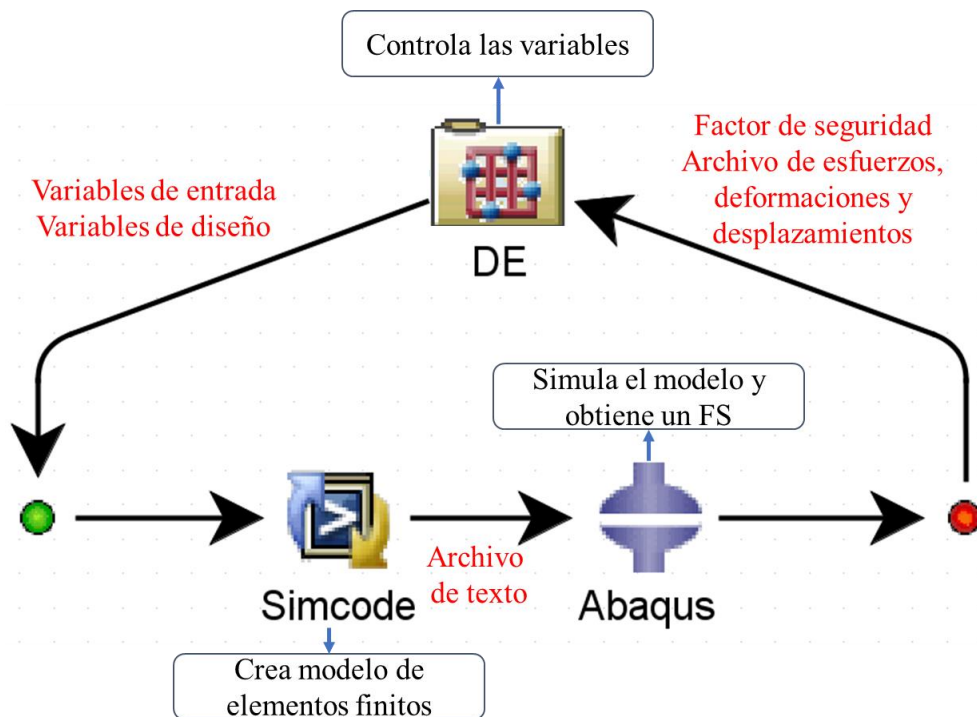 Controla las variables
Factor de seguridad
Archivo de esfuerzos,
deformaciones y
desplazamientos
Variables de entrada
Variables de diseño
DE
Simula el modelo y
obtiene un FS
Archivo
de texto
Simcode
Abaqus
Crea modelo de
elementos finitos